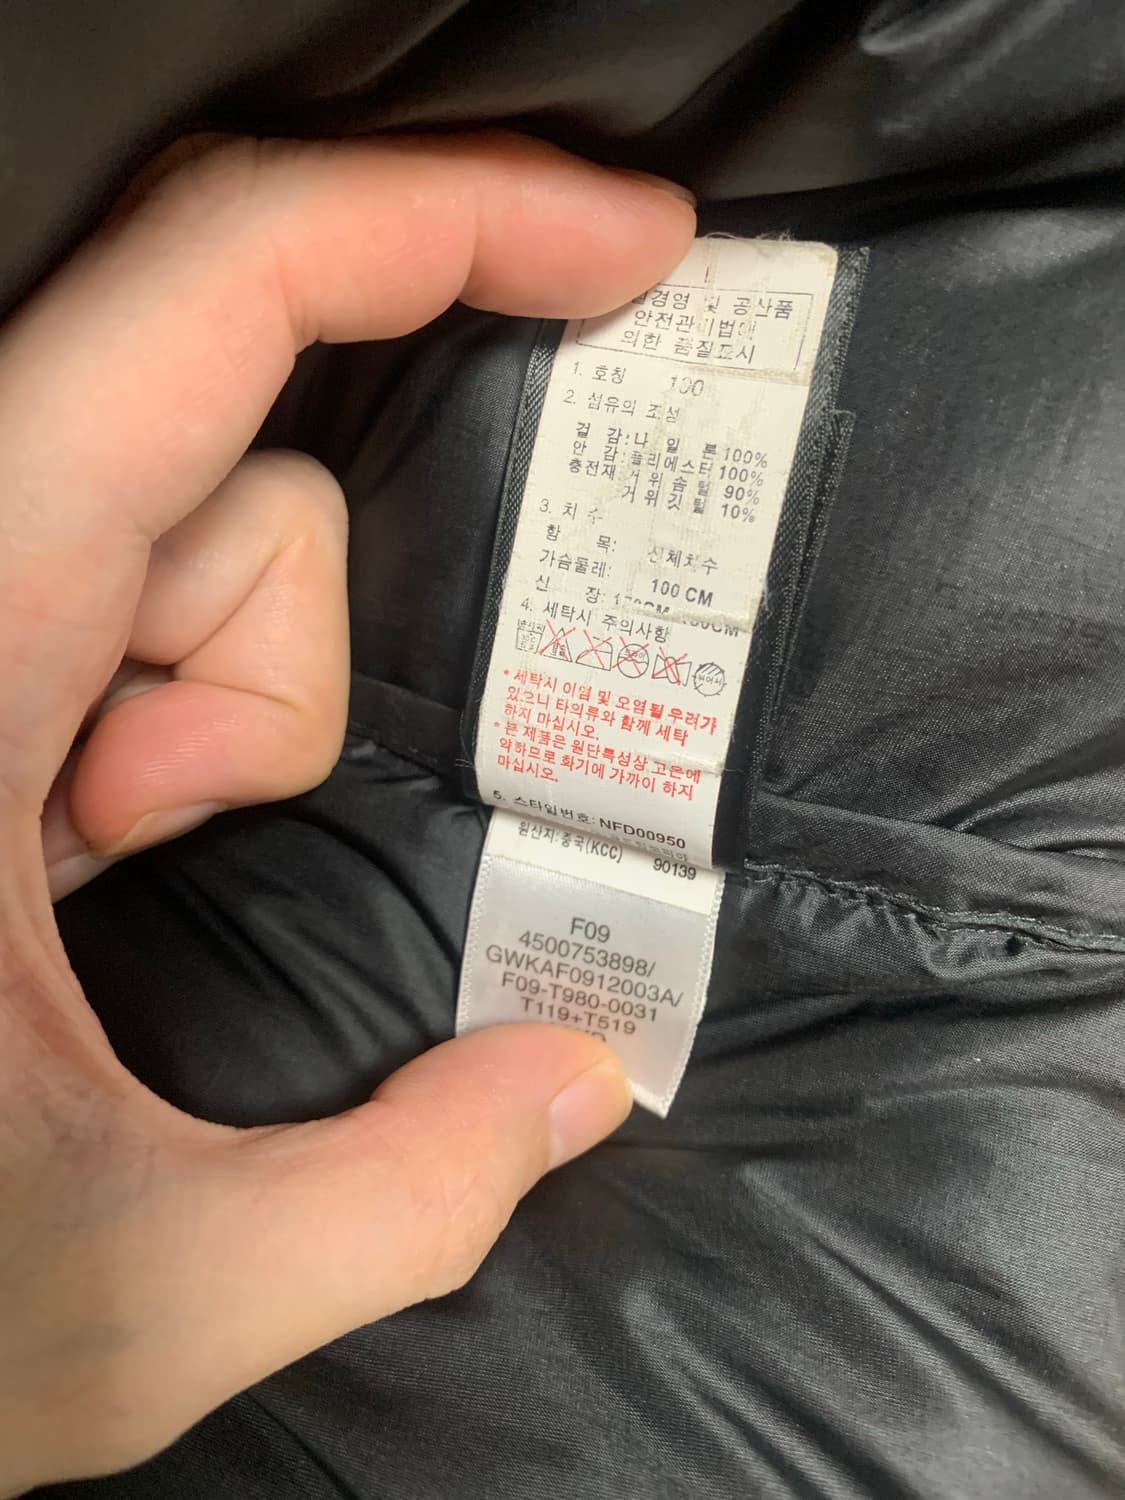 경영 및 공산품
안전관리법에
의한 품질표시
1. 호칭 100
2. 섬유의 조성
겉 감: 나 일 론 100%
안 감: 폴리에스터 100%
충전재 거 위 솜 털 90%
거 위 깃 털 10%
3. 치 수
항 목: 신체치수
가슴둘레: 100 CM
신 장:
4. 세탁시 주의사항
* 세탁시 이염 및 오염될 우려가
있으니 타의류와 함께 세탁
하지 마십시오.
* 본 제품은 원단특성상 고온에
약하므로 화기에 가까이 하지
마십시오.
5. 스타일번호: NFD00950
원산지:중국(KCC) 90139
F09
4500753898/
GWKAF0912003A/
F09-T980-0031
T119+T519